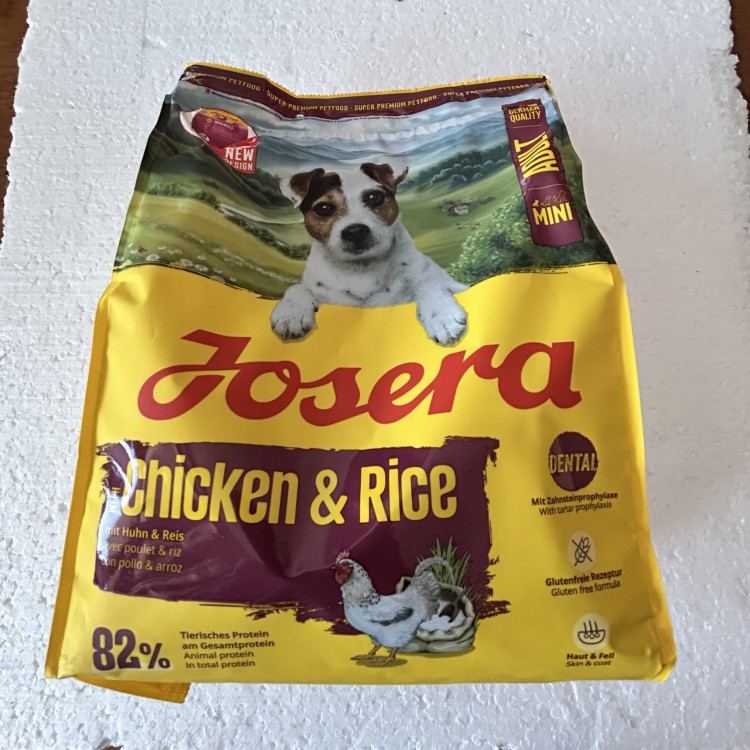 PREMIUM PETFOOD · SUPER PREMIUM PETFOOD · SUPER PREMIUM PETFOOD · SUPER PREMIUM PETFOOD
GERMAN
QUALITY
ADULT
MINI
NEW
DESIGN
Josera
Chicken & Rice
mit Huhn & Reis
avec poulet & riz
con pollo & arroz
DENTAL
Mit Zahnsteinprophylaxe
With tartar prophylaxis
Glutenfreie Rezeptur
Gluten free formula
Haut & Fell
Skin & coat
82%
Tierisches Protein
am Gesamtprotein
Animal protein
in total protein